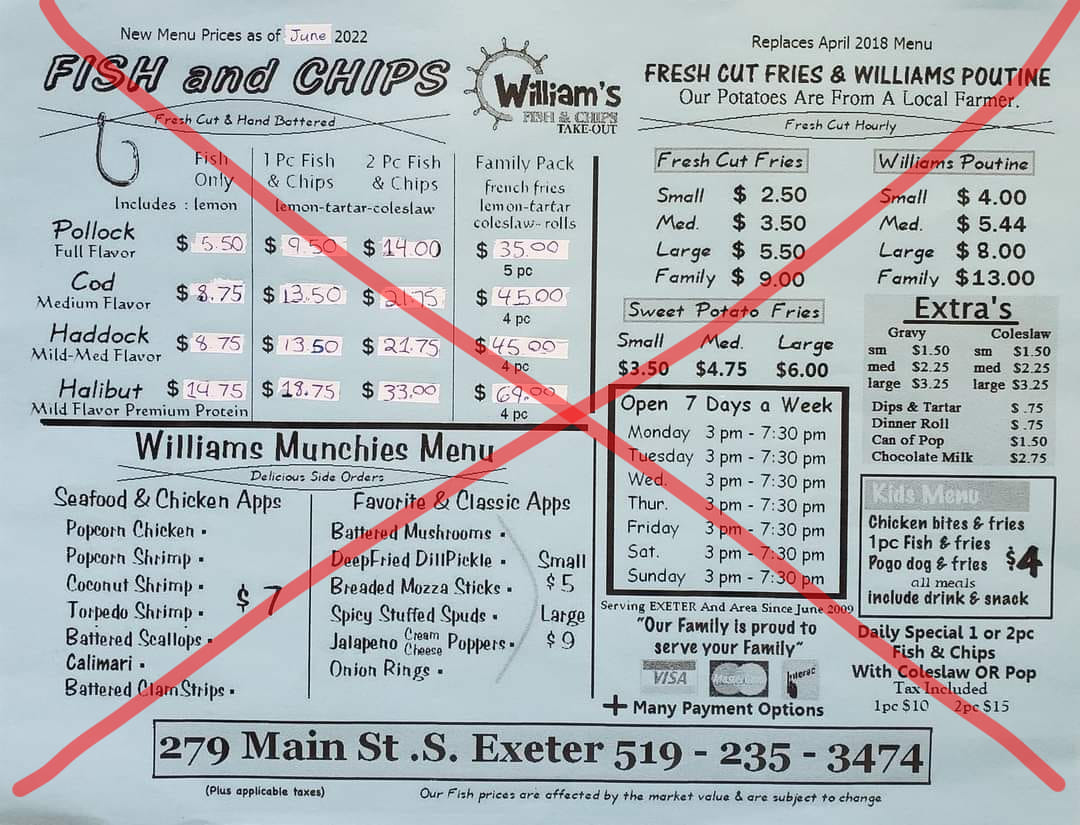 New Menu Prices as of June 2022
FISH and CHIPS
Fresh Cut & Hand Battered
William's
FISH & CHIPS
TAKE-OUT
Replaces April 2018 Menu
FRESH CUT FRIES & WILLIAMS POUTINE
Our Potatoes Are From A Local Farmer.
Fresh Cut Hourly
Fish Only
1 Pc Fish & Chips
2 Pc Fish & Chips
Family Pack
french fries
lemon-tartar
coleslaw- rolls
Includes : lemon
lemon-tartar-coleslaw
Pollock $ 5.50 $ 9.50 $ 14.00 $ 35.00
Full Flavor
5 pc
Cod $ 8.75 $ 13.50 $ 21.75 $ 45.00
Medium Flavor
4 pc
Haddock $ 8.75 $ 13.50 $ 21.75 $ 45.00
Mild-Med Flavor
4 pc
Halibut $ 14.75 $ 18.75 $ 33.00 $ 69.00
Mild Flavor Premium Protein
4 pc
Fresh Cut Fries
Small $ 2.50
Med. $ 3.50
Large $ 5.50
Family $ 9.00
Williams Poutine
Small $ 4.00
Med. $ 5.44
Large $ 8.00
Family $13.00
Sweet Potato Fries
Small Med. Large
$3.50 $4.75 $6.00
Extra's
Gravy Coleslaw
sm $1.50 sm $1.50
med $2.25 med $2.25
large $3.25 large $3.25
Dips & Tartar $ .75
Dinner Roll $ .75
Can of Pop $1.50
Chocolate Milk $2.75
Williams Munchies Menu
Delicious Side Orders
Seafood & Chicken Apps
Popcorn Chicken •
Popcorn Shrimp •
Coconut Shrimp •
Torpedo Shrimp •
Battered Scallops •
Calimari •
Battered Clam Strips •
$ 7
Favorite & Classic Apps
Battered Mushrooms •
DeepFried DillPickle •
Breaded Mozza Sticks •
Spicy Stuffed Spuds •
Jalapeno Cream Cheese Poppers •
Onion Rings •
Small
$ 5
Large
$ 9
Open 7 Days a Week
Monday 3 pm - 7:30 pm
Tuesday 3 pm - 7:30 pm
Wed. 3 pm - 7:30 pm
Thur. 3 pm - 7:30 pm
Friday 3 pm - 7:30 pm
Sat. 3 pm - 7:30 pm
Sunday 3 pm - 7:30 pm
Serving EXETER And Area Since June 2009
"Our Family is proud to
serve your Family"
VISA MasterCard Interac
+ Many Payment Options
Kids Menu
Chicken bites & fries
1pc Fish & fries
Pogo dog & fries
$4
all meals
include drink & snack
Daily Special 1 or 2pc
Fish & Chips
With Coleslaw OR Pop
Tax Included
1pc $10 2pc $15
279 Main St .S. Exeter 519 - 235 - 3474
(Plus applicable taxes)
Our Fish prices are affected by the market value & are subject to change